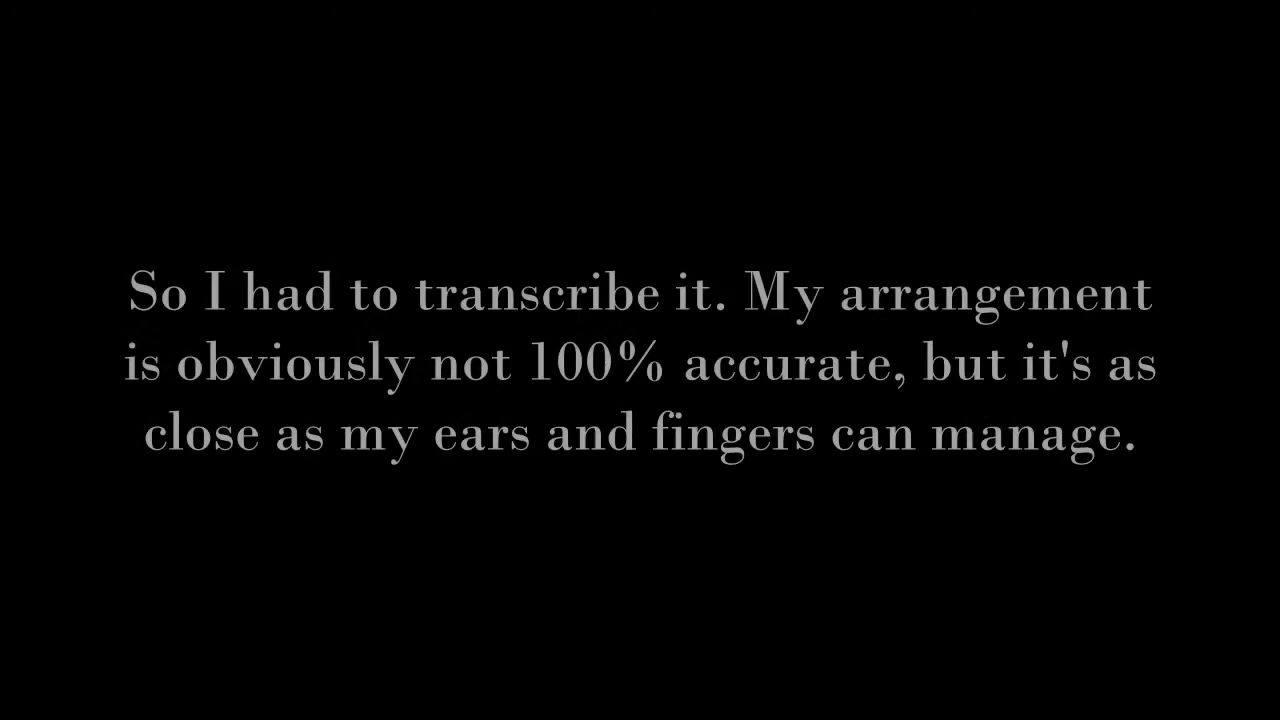 So I had to transcribe it. My arrangement
is obviously not 100% accurate, but it's as
close as my ears and fingers can manage.